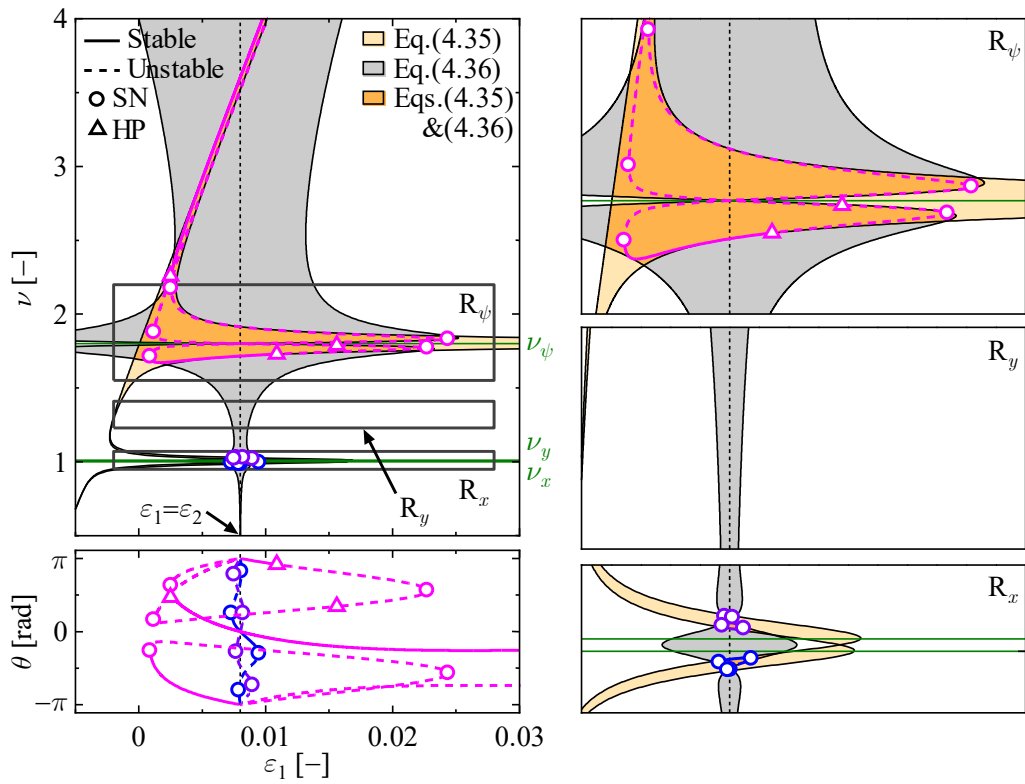 4
3
2
1
ν [-]
Stable
Unstable
SN
HP
Eq.(4.35)
Eq.(4.36)
Eqs.(4.35)
&(4.36)
R_ψ
ν_ψ
ν_y
ν_x
R_x
R_y
ε_1=ε_2
π
0
−π
θ [rad]
0
0.01
0.02
0.03
ε_1 [-]
R_ψ
R_y
R_x